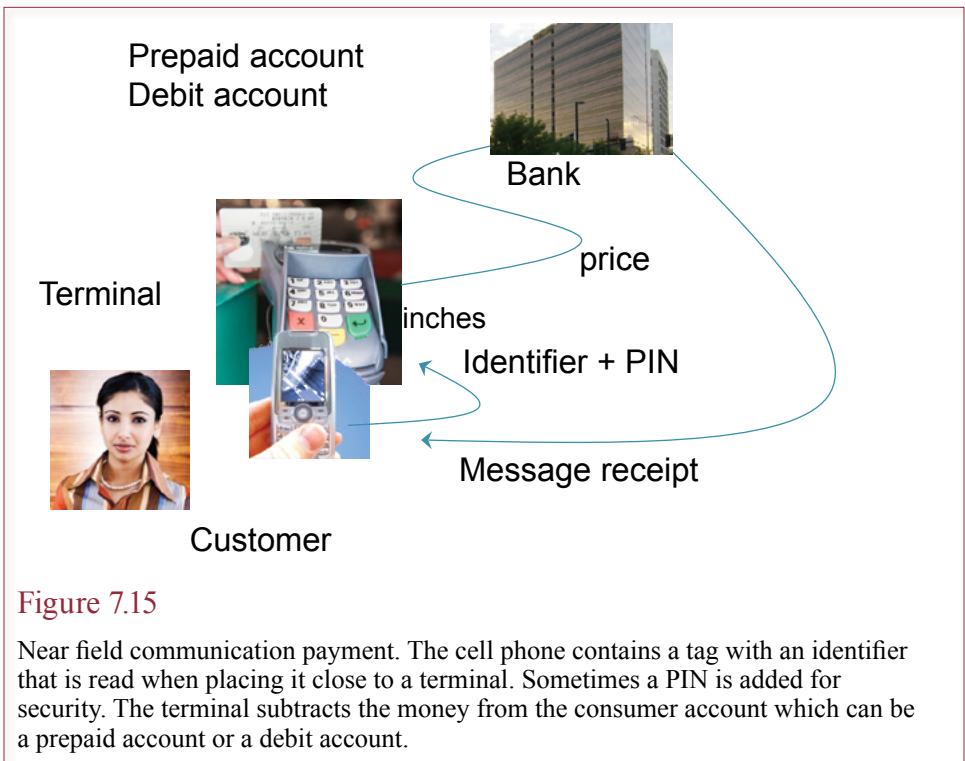 Prepaid account
Debit account
Bank
price
Terminal
inches
Identifier + PIN
Message receipt
Customer
Figure 7.15
Near field communication payment. The cell phone contains a tag with an identifier
that is read when placing it close to a terminal. Sometimes a PIN is added for
security. The terminal subtracts the money from the consumer account which can be
a prepaid account or a debit account.